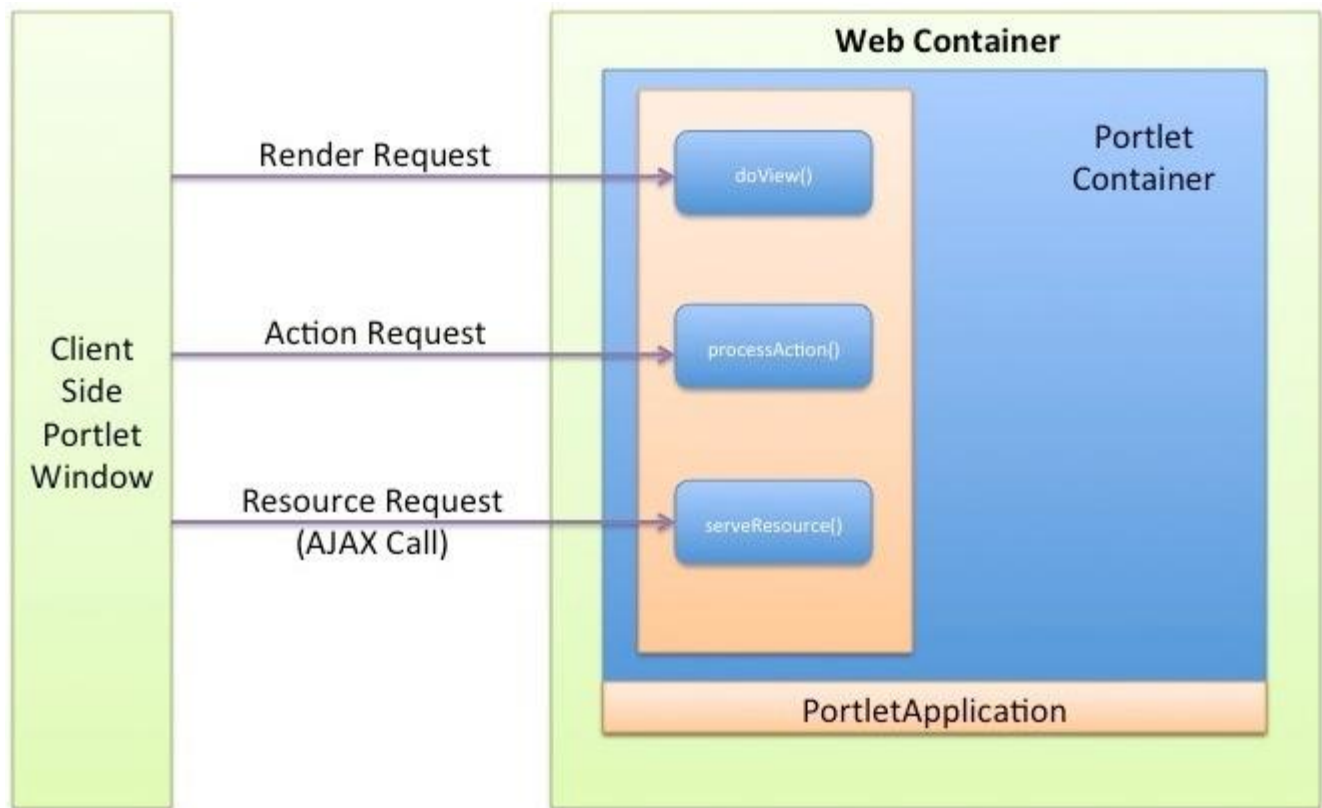 Web Container
Portlet
Container
Render Request
doView()
Action Request
processAction()
Client
Side
Portlet
Window
Resource Request
(AJAX Call)
serveResource()
PortletApplication